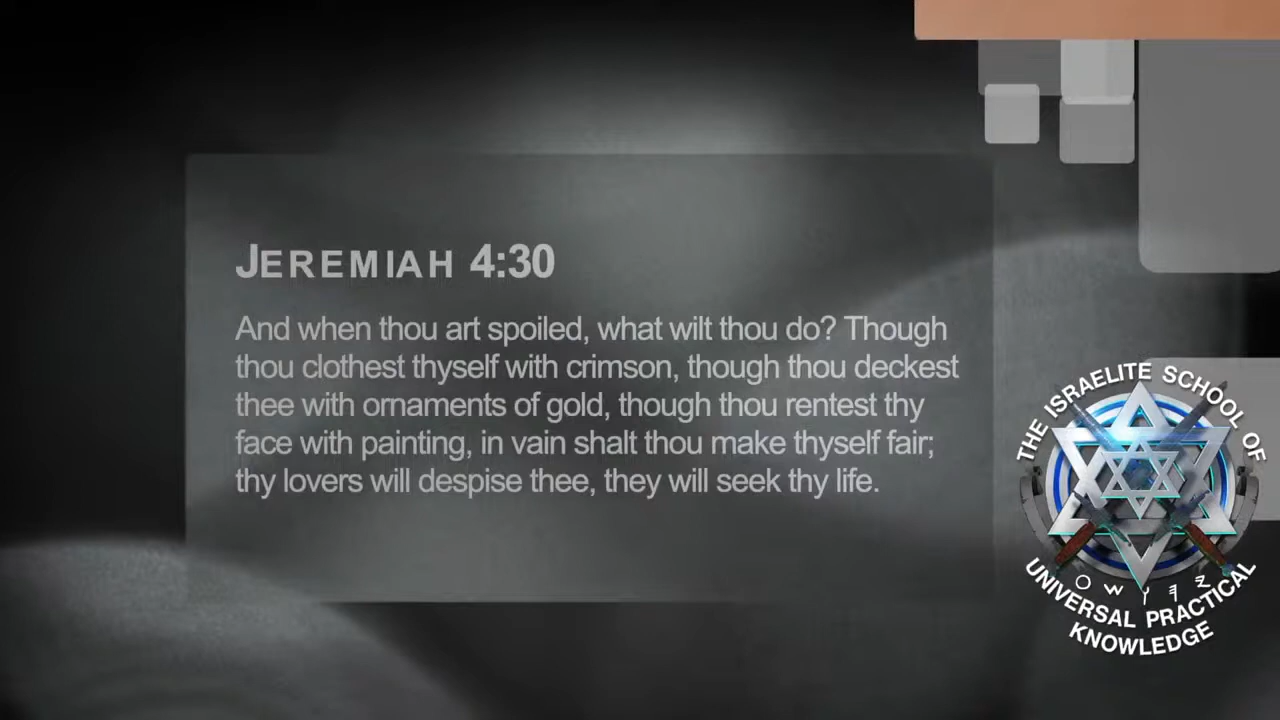 JEREMIAH 4:30
And when thou art spoiled, what wilt thou do? Though
thou clothest thyself with crimson, though thou deckest
thee with ornaments of gold, though thou rentest thy
face with painting, in vain shalt thou make thyself fair;
thy lovers will despise thee, they will seek thy life.
THE ISRAELITE SCHOOL OF
UNIVERSAL PRACTICAL
KNOWLEDGE